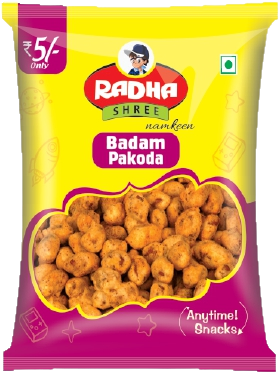 ₹5/-
Only
RADHA
SHREE
namkeen
Badam
Pakoda
Anytime!
Snacks